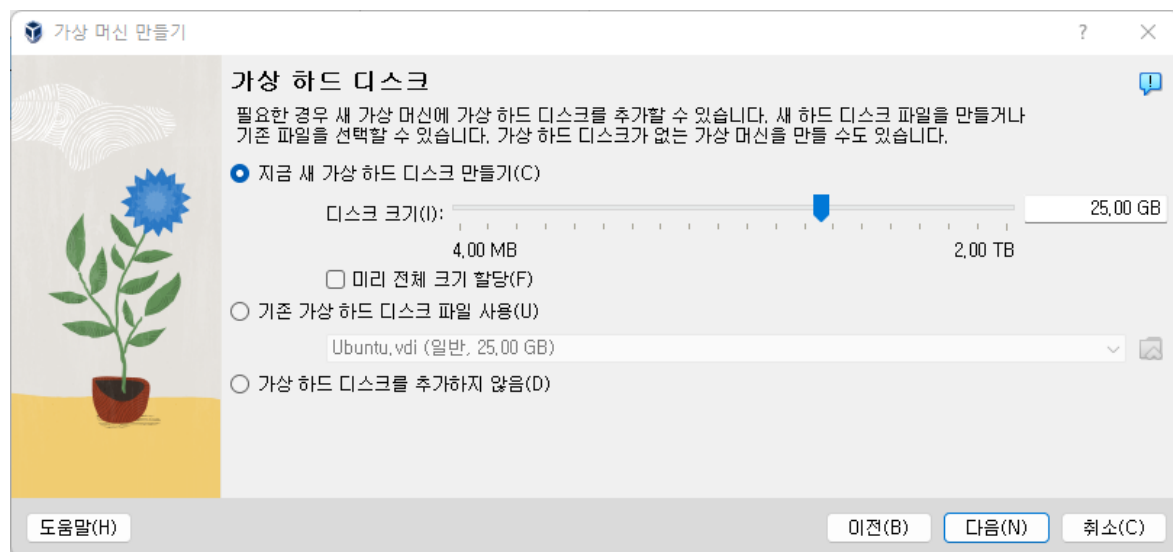 가상 머신 만들기
?
가상 하드 디스크
필요한 경우 새 가상 머신에 가상 하드 디스크를 추가할 수 있습니다. 새 하드 디스크 파일을 만들거나
기존 파일을 선택할 수 있습니다. 가상 하드 디스크가 없는 가상 머신을 만들 수도 있습니다.
지금 새 가상 하드 디스크 만들기(C)
디스크 크기(I): 25,00 GB
4,00 MB 2,00 TB
미리 전체 크기 할당(F)
기존 가상 하드 디스크 파일 사용(U)
Ubuntu,vdi (일반, 25,00 GB)
가상 하드 디스크를 추가하지 않음(D)
도움말(H) 이전(B) 다음(N) 취소(C)